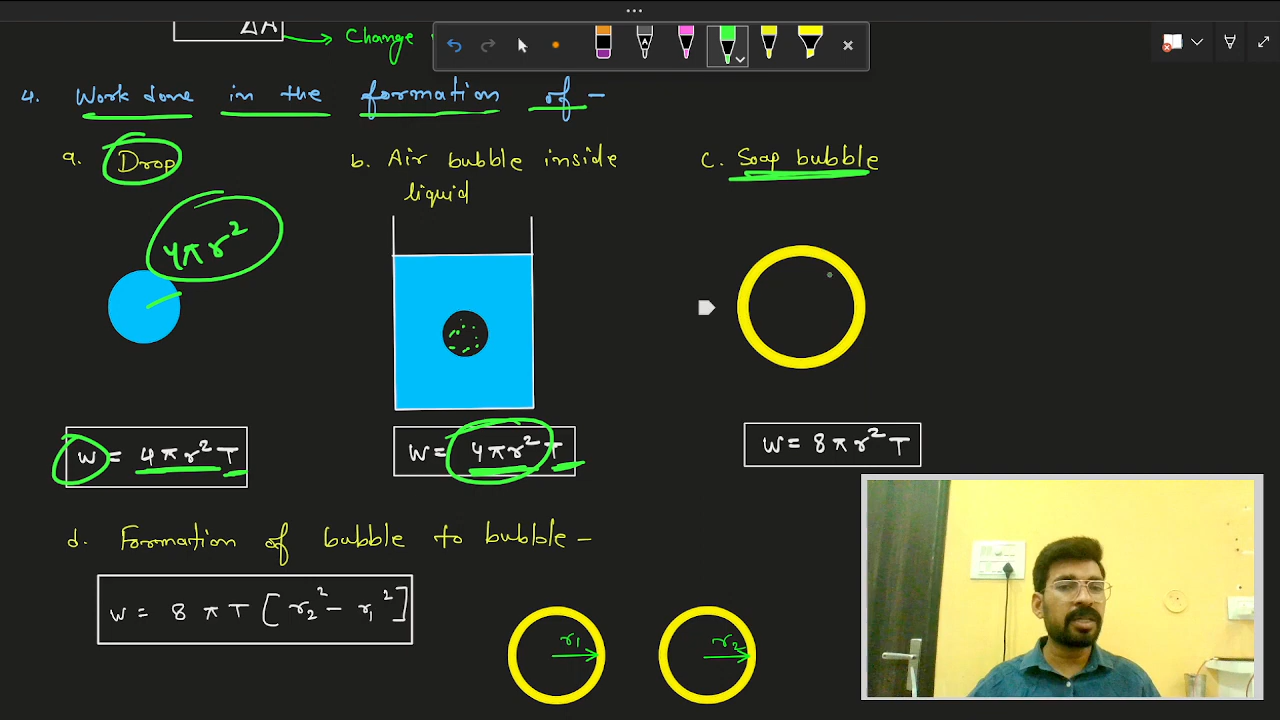 ΔA
Change
4. Work done in the formation of -
a. Drop
b. Air bubble inside
liquid
c. Soap bubble
4πr²
W = 4πr²T
W = 4πr²T
W = 8πr²T
d. Formation of bubble to bubble -
W = 8πT[r₂² - r₁²]
r₁
r₂